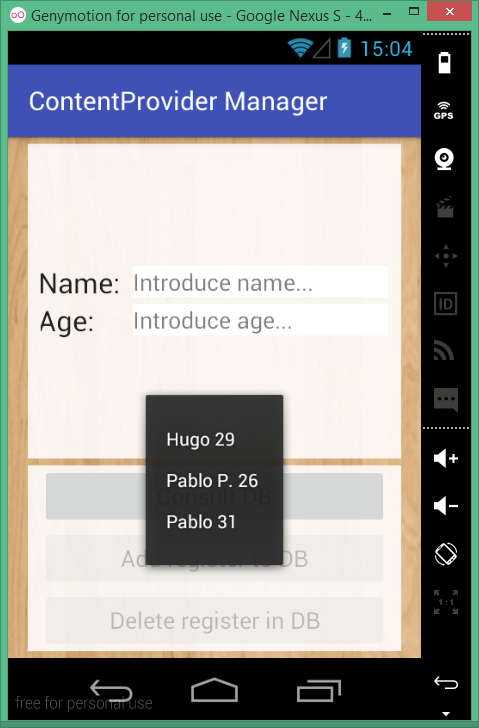 Genymotion for personal use - Google Nexus S - 4...
15:04
ContentProvider Manager
GPS
Name: Introduce name...
Age: Introduce age...
ID
Hugo 29
Pablo P. 26
Pablo 31
Consult DB
Add register to DB
1:1
Delete register in DB
free for personal use